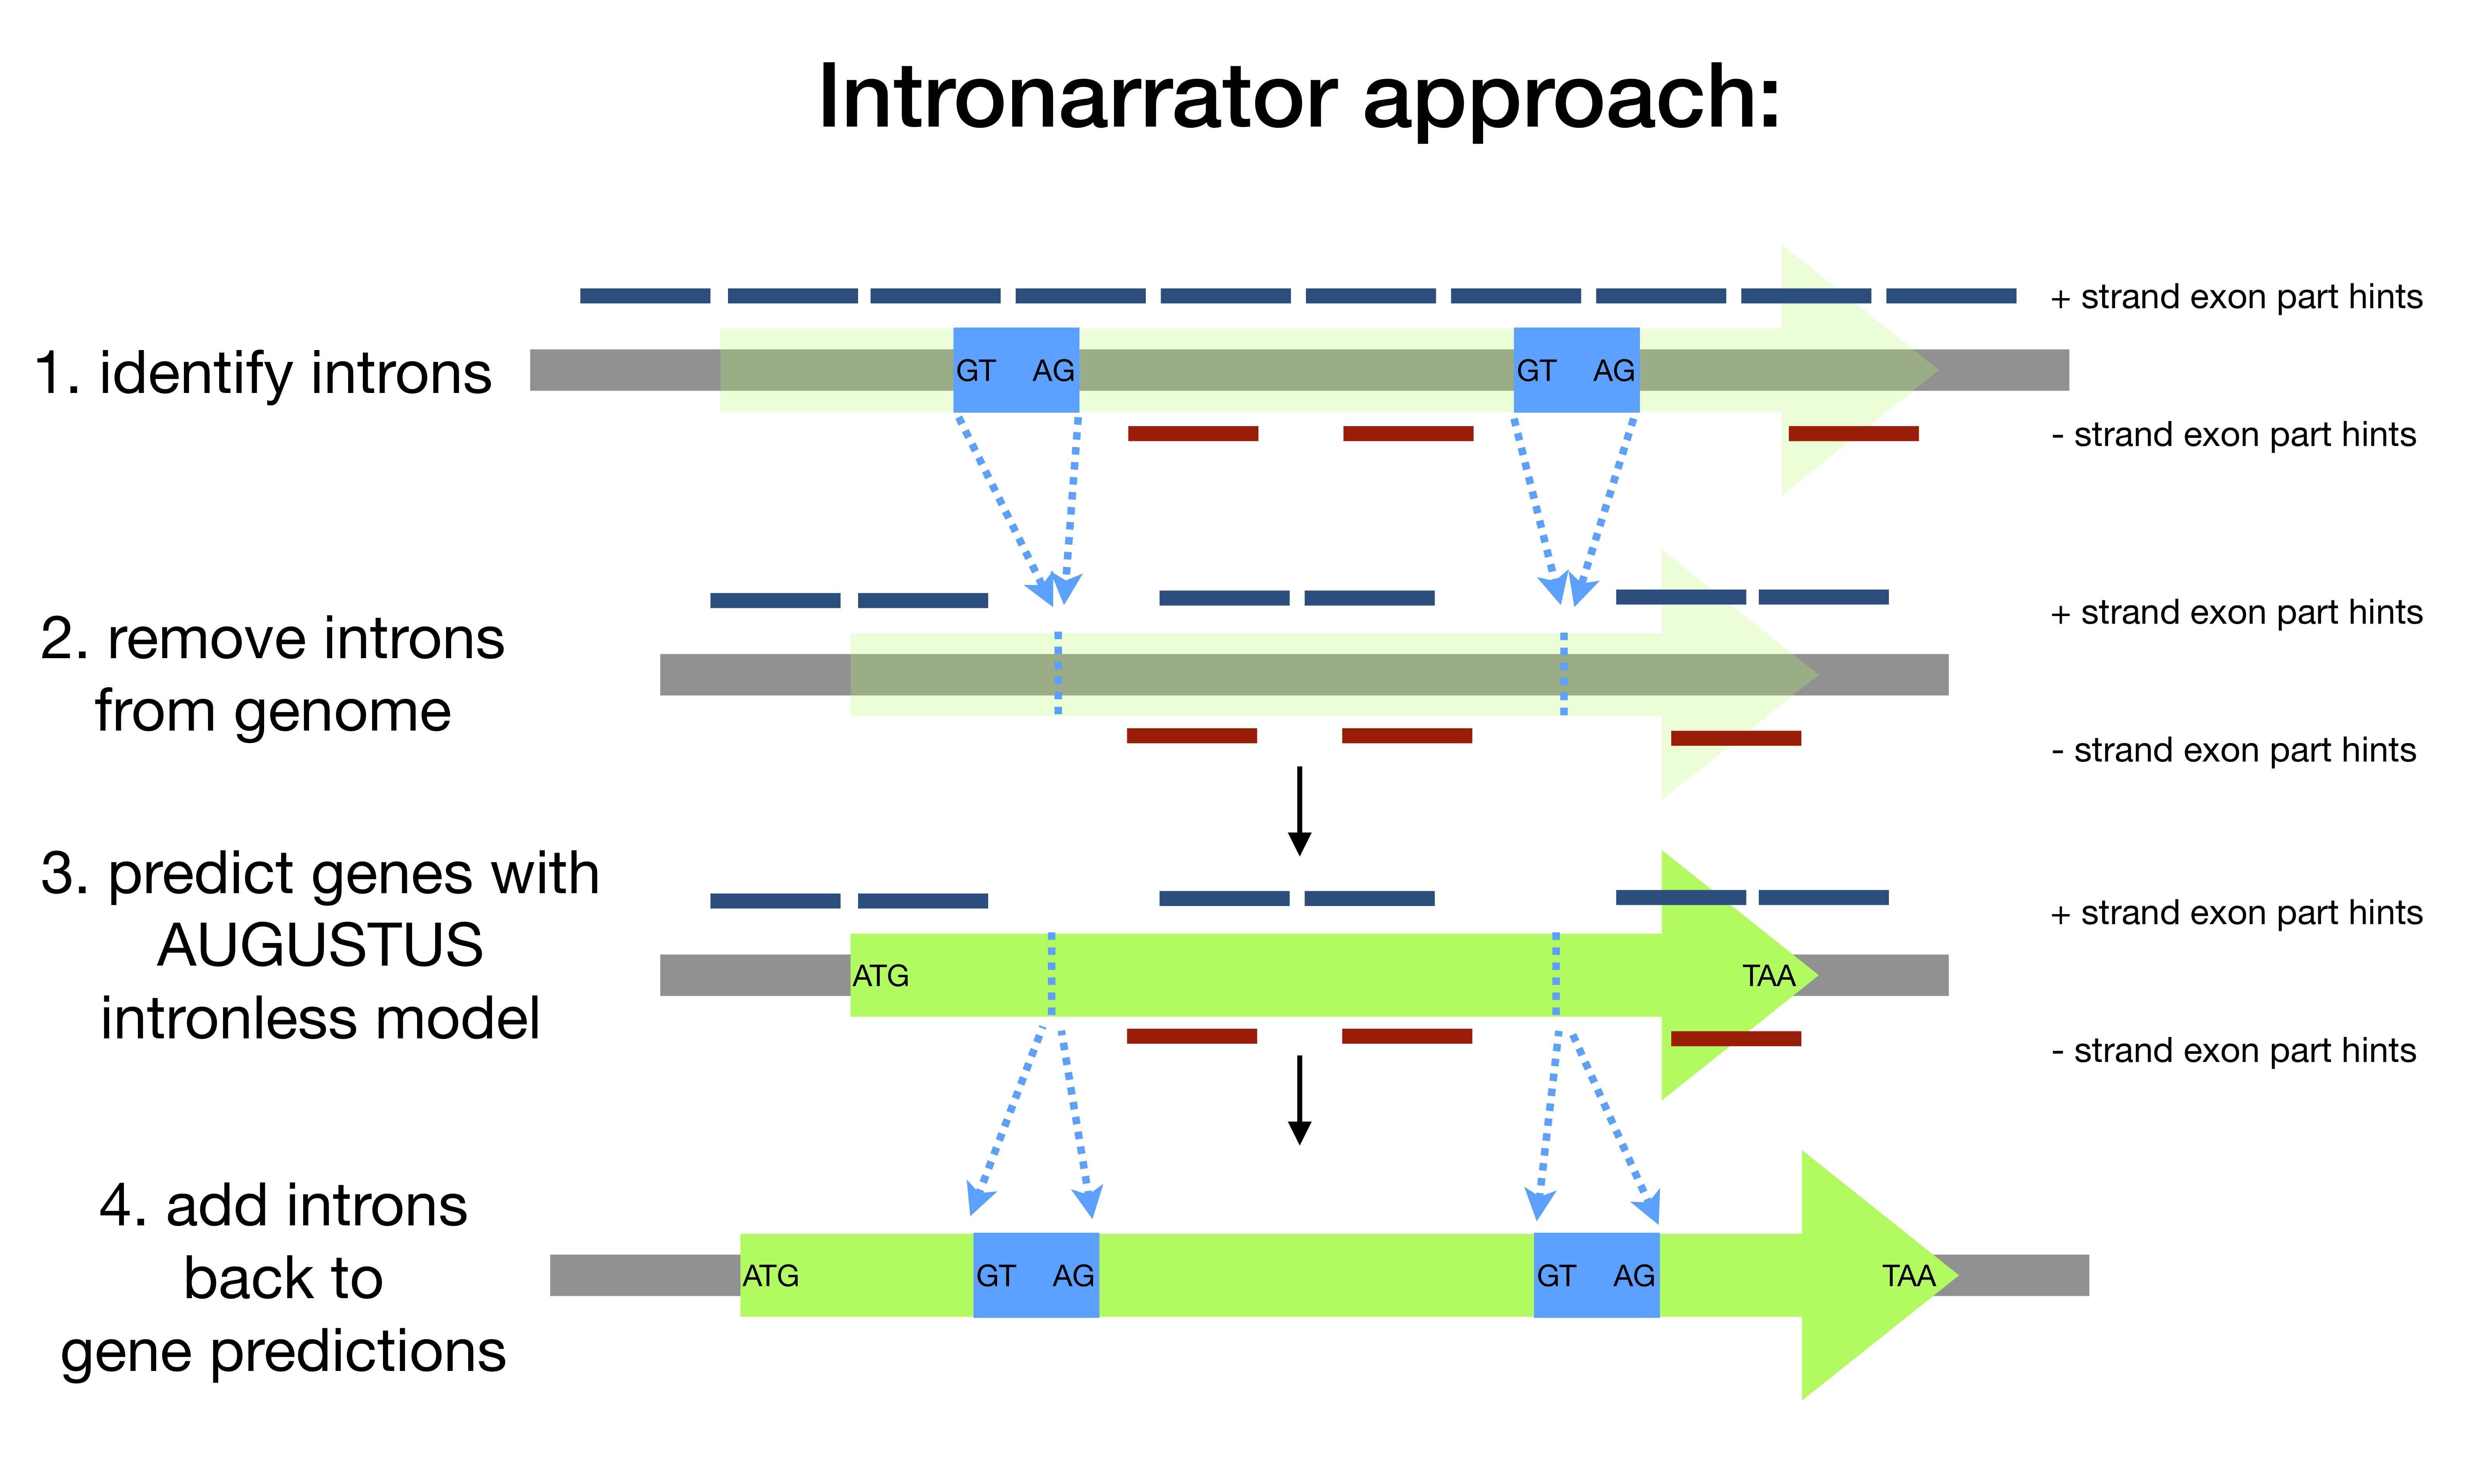 Intronarrator approach:
+ strand exon part hints
1. identify introns
GT AG
GT AG
- strand exon part hints
2. remove introns
from genome
+ strand exon part hints
- strand exon part hints
3. predict genes with
AUGUSTUS
intronless model
+ strand exon part hints
ATG
TAA
- strand exon part hints
4. add introns
back to
gene predictions
ATG
GT AG
GT AG
TAA